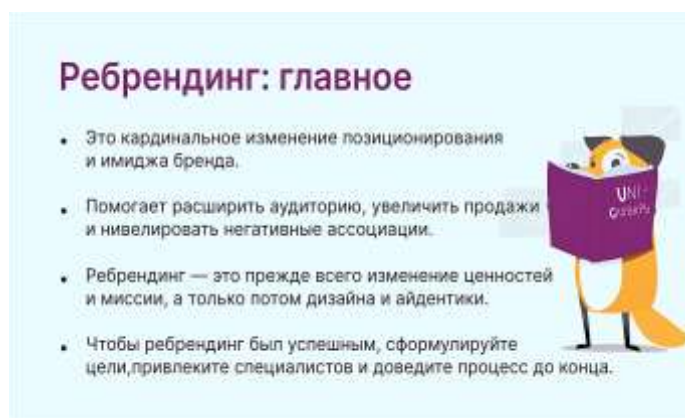 Ребрендинг: главное
• Это кардинальное изменение позиционирования
и имиджа бренда.
• Помогает расширить аудиторию, увеличить продажи
и нивелировать негативные ассоциации.
• Ребрендинг — это прежде всего изменение ценностей
и миссии, а только потом дизайна и айдентики.
• Чтобы ребрендинг был успешным, сформулируйте
цели,привлеките специалистов и доведите процесс до конца.
UNI-